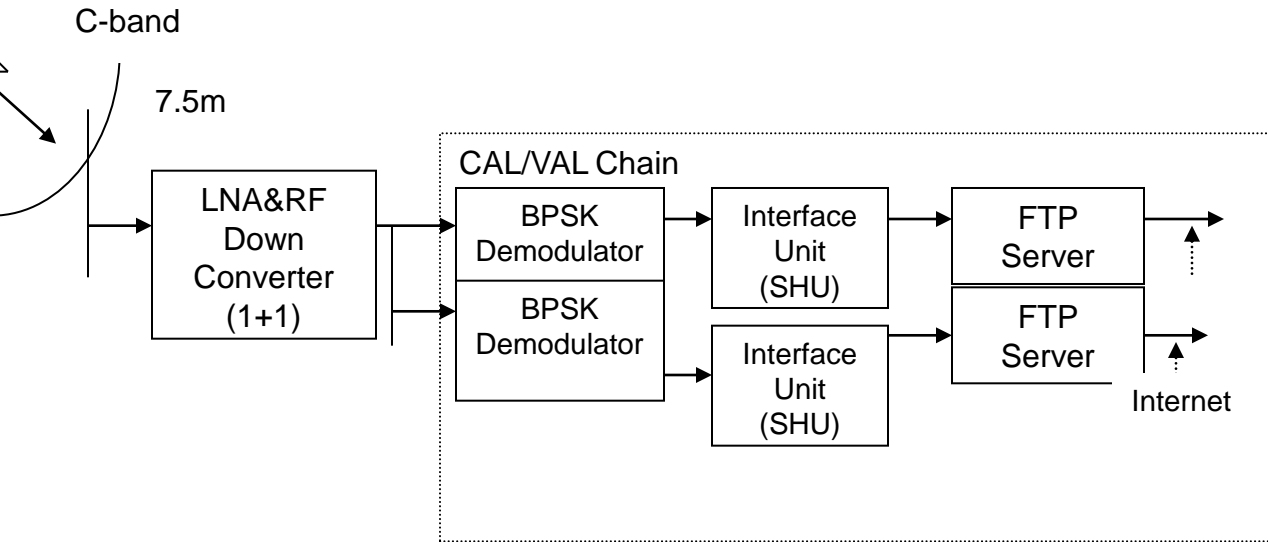 C-band
7.5m
CAL/VAL Chain
LNA&RF
Down
Converter
(1+1)
BPSK
Demodulator
Interface
Unit
(SHU)
FTP
Server
BPSK
Demodulator
Interface
Unit
(SHU)
FTP
Server
Internet